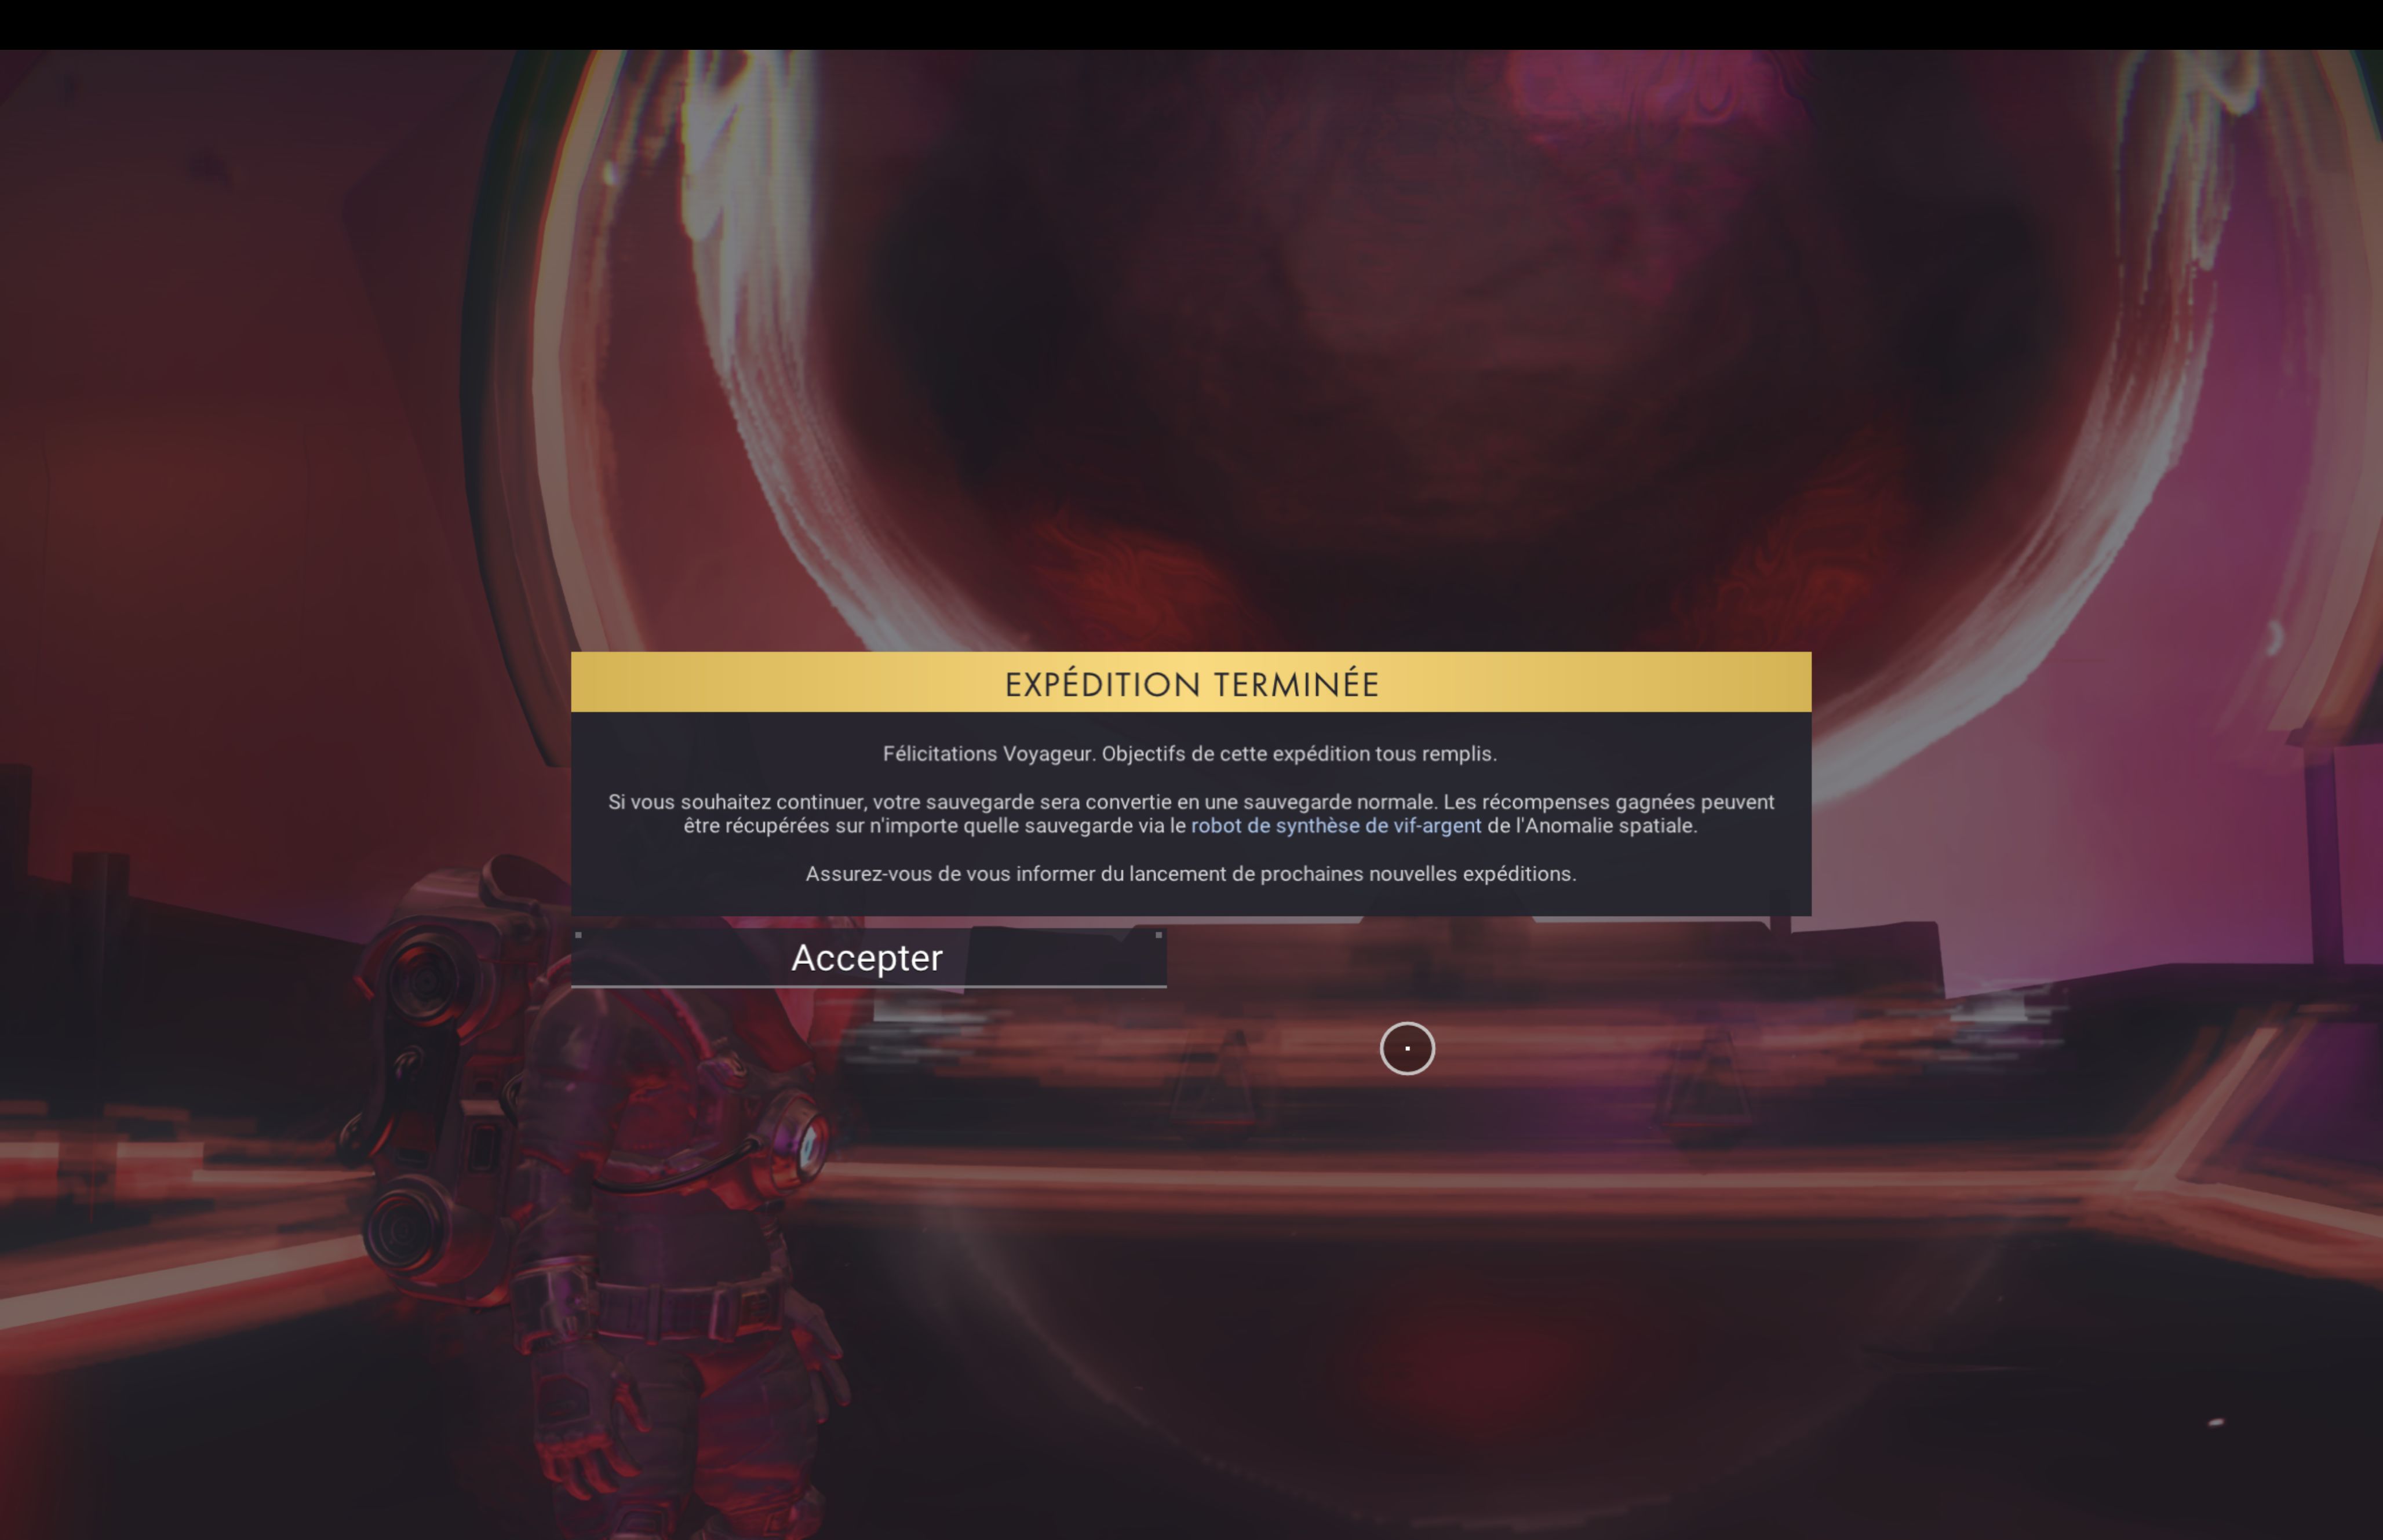 EXPÉDITION TERMINÉE
Félicitations Voyageur. Objectifs de cette expédition tous remplis.
Si vous souhaitez continuer, votre sauvegarde sera convertie en une sauvegarde normale. Les récompenses gagnées peuvent
être récupérées sur n'importe quelle sauvegarde via le robot de synthèse de vif-argent de l'Anomalie spatiale.
Assurez-vous de vous informer du lancement de prochaines nouvelles expéditions.
Accepter